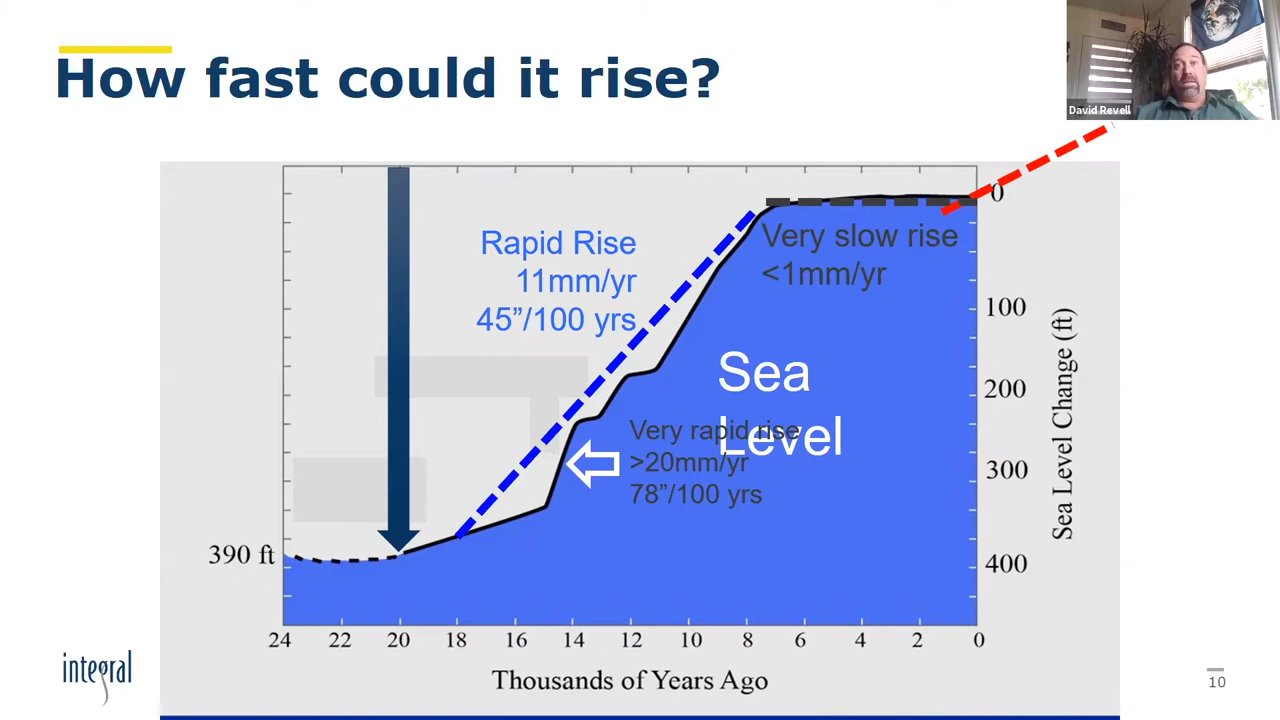 How fast could it rise?
David Revell
Rapid Rise
11mm/yr
45”/100 yrs
Very slow rise
<1mm/yr
Sea
Level
Very rapid rise
>20mm/yr
78”/100 yrs
390 ft
0
100
200
300
400
Sea Level Change (ft)
24 22 20 18 16 14 12 10 8 6 4 2 0
Thousands of Years Ago
integral
10